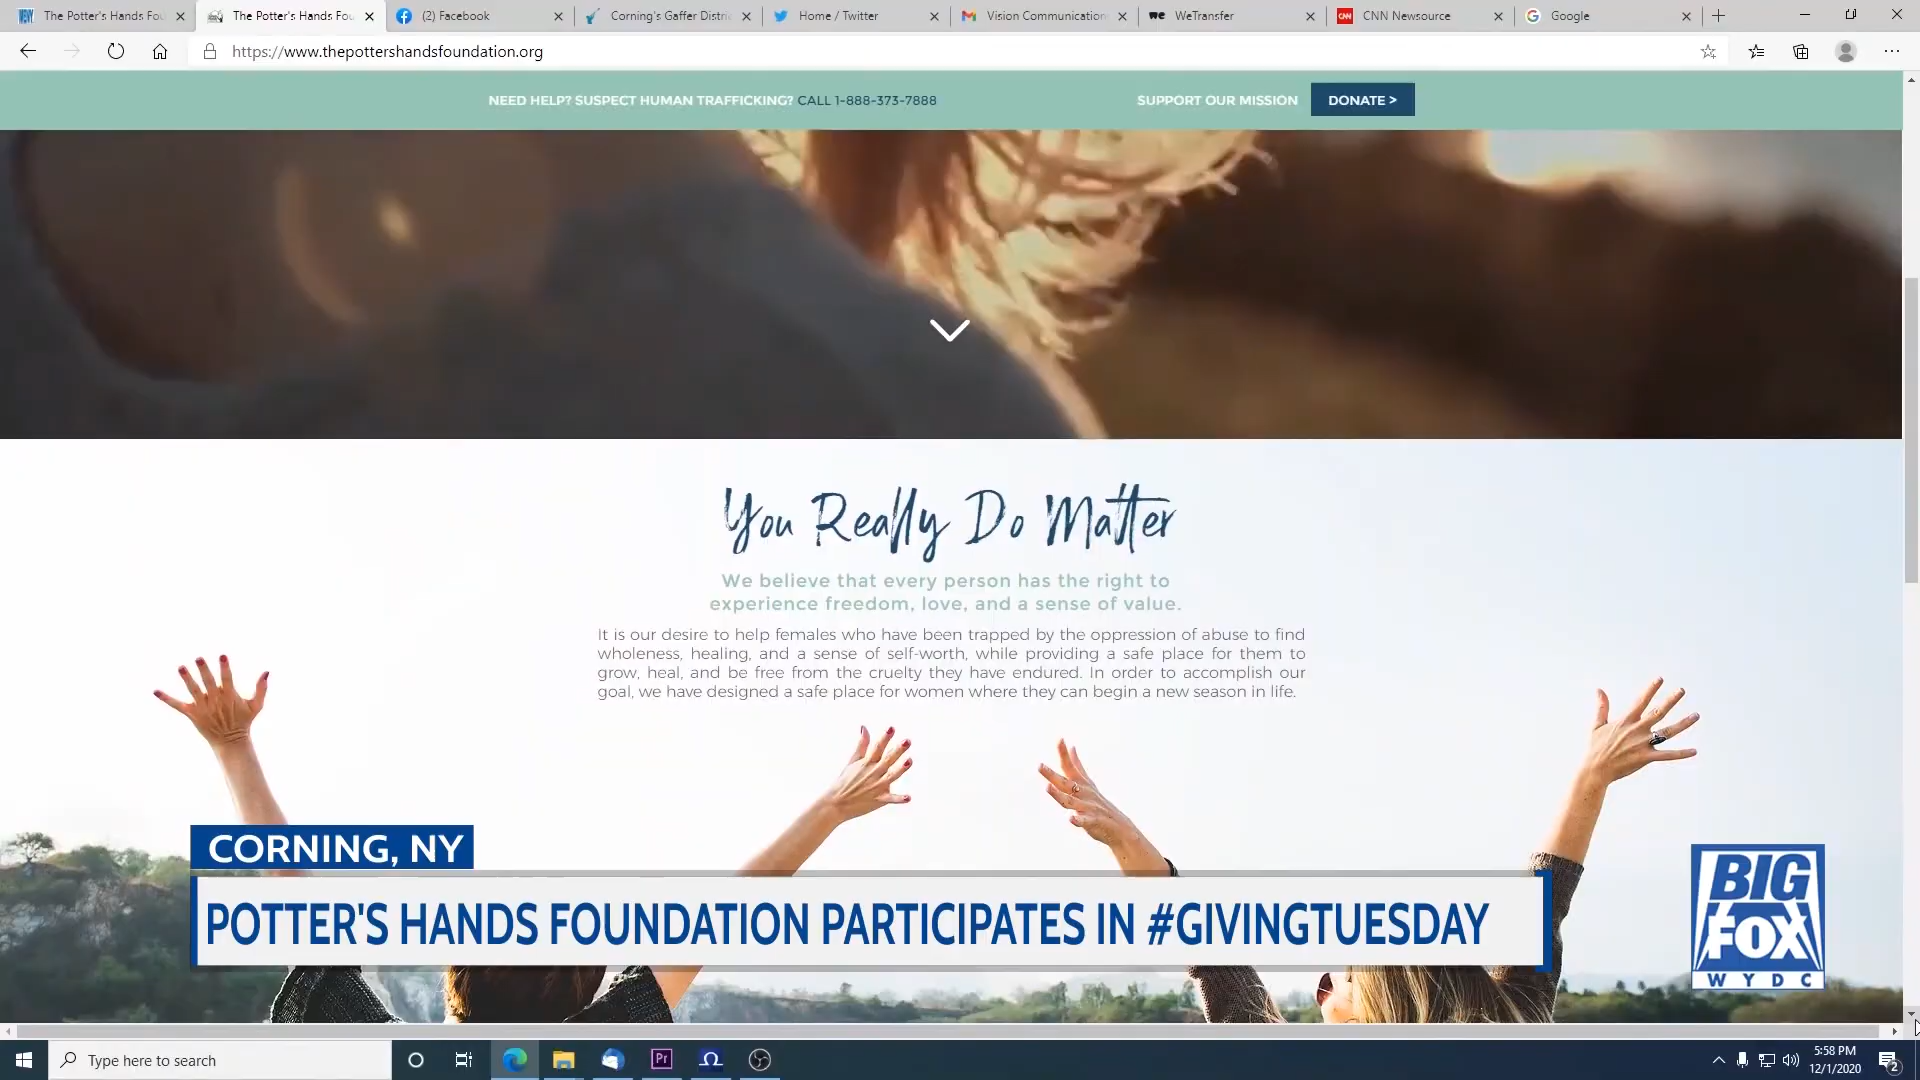 The Potter's Hands Fou
The Potter's Hands Fou
(2) Facebook
Corning's Gaffer Distri
Home / Twitter
Vision Communication
WeTransfer
CNN Newsource
Google
https://www.thepottershandsfoundation.org
NEED HELP? SUSPECT HUMAN TRAFFICKING? CALL 1-888-373-7888
SUPPORT OUR MISSION
DONATE >
You Really Do Matter
We believe that every person has the right to
experience freedom, love, and a sense of value.
It is our desire to help females who have been trapped by the oppression of abuse to find
wholeness, healing, and a sense of self-worth, while providing a safe place for them to
grow, heal, and be free from the cruelty they have endured. In order to accomplish our
goal, we have designed a safe place for women where they can begin a new season in life.
CORNING, NY
POTTER'S HANDS FOUNDATION PARTICIPATES IN #GIVINGTUESDAY
BIG
FOX
WYDC
Type here to search
Pr
5:58 PM
12/1/2020
2